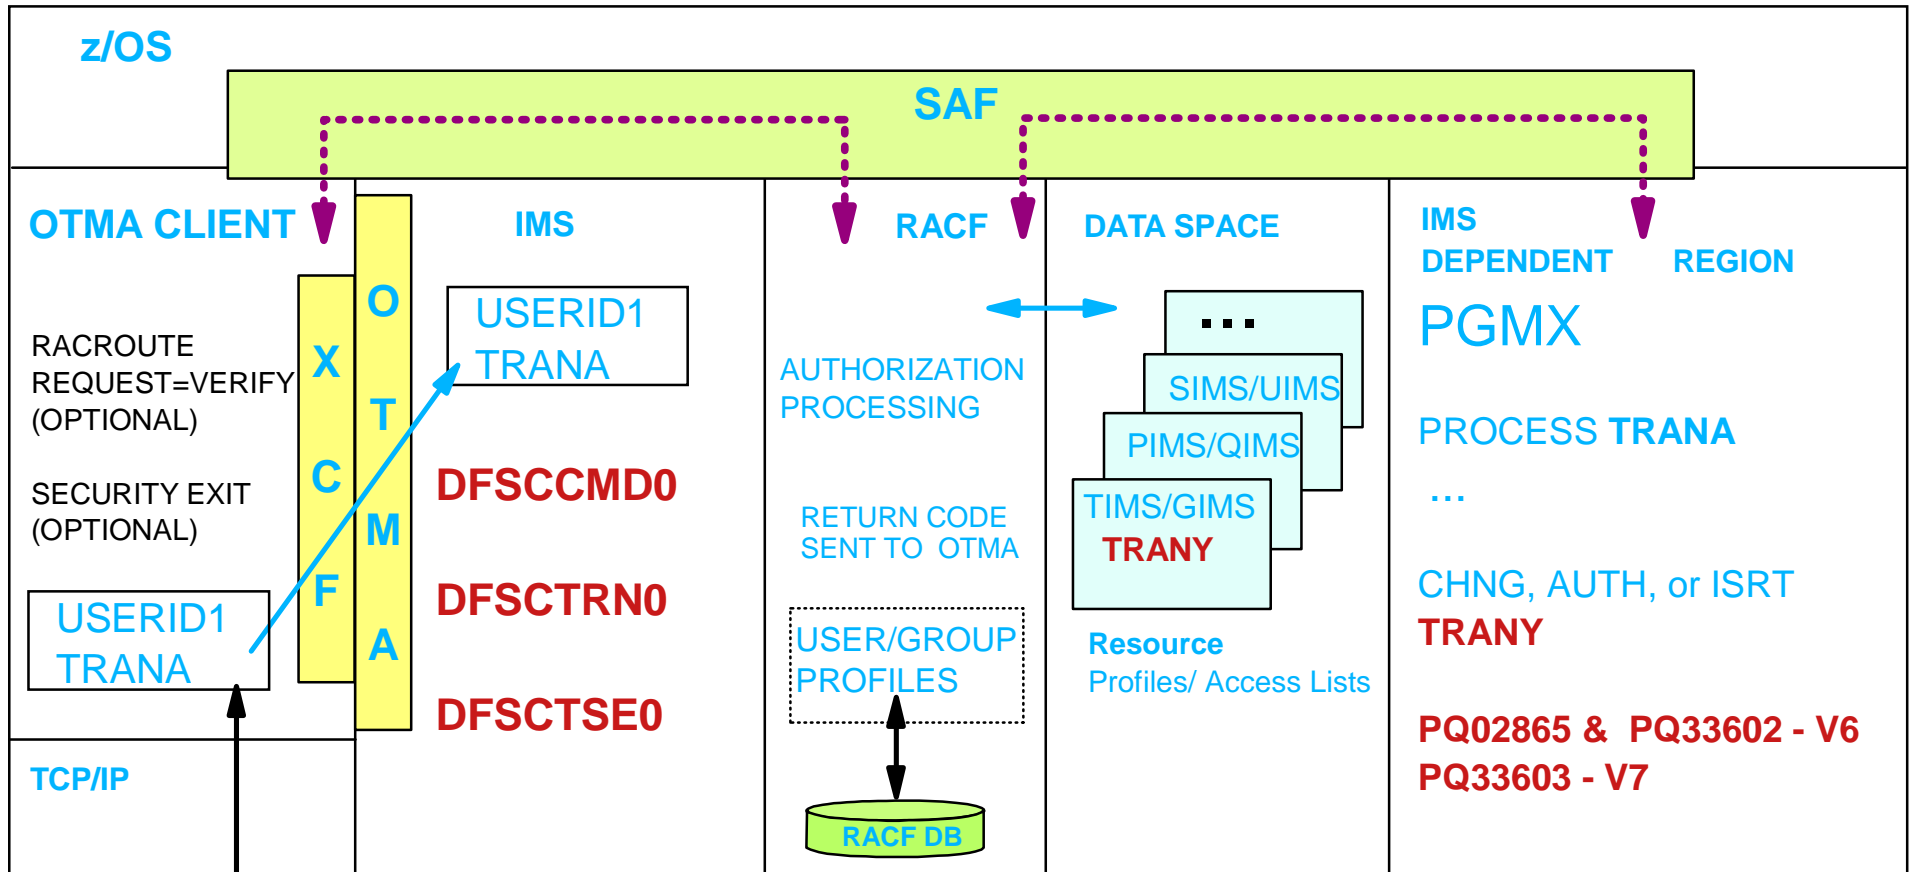 z/OS
SAF
OTMA CLIENT
RACROUTE
REQUEST=VERIFY
(OPTIONAL)
SECURITY EXIT
(OPTIONAL)
USERID1
TRANA
TCP/IP
X
C
F
O
T
M
A
IMS
USERID1
TRANA
DFSCCMD0
DFSCTRN0
DFSCTSE0
RACF
AUTHORIZATION
PROCESSING
RETURN CODE
SENT TO OTMA
USER/GROUP
PROFILES
RACF DB
DATA SPACE
...
SIMS/UIMS
PIMS/QIMS
TIMS/GIMS
TRANY
Resource
Profiles/ Access Lists
IMS
DEPENDENT REGION
PGMX
PROCESS TRANA
...
CHNG, AUTH, or ISRT
TRANY
PQ02865 & PQ33602 - V6
PQ33603 - V7